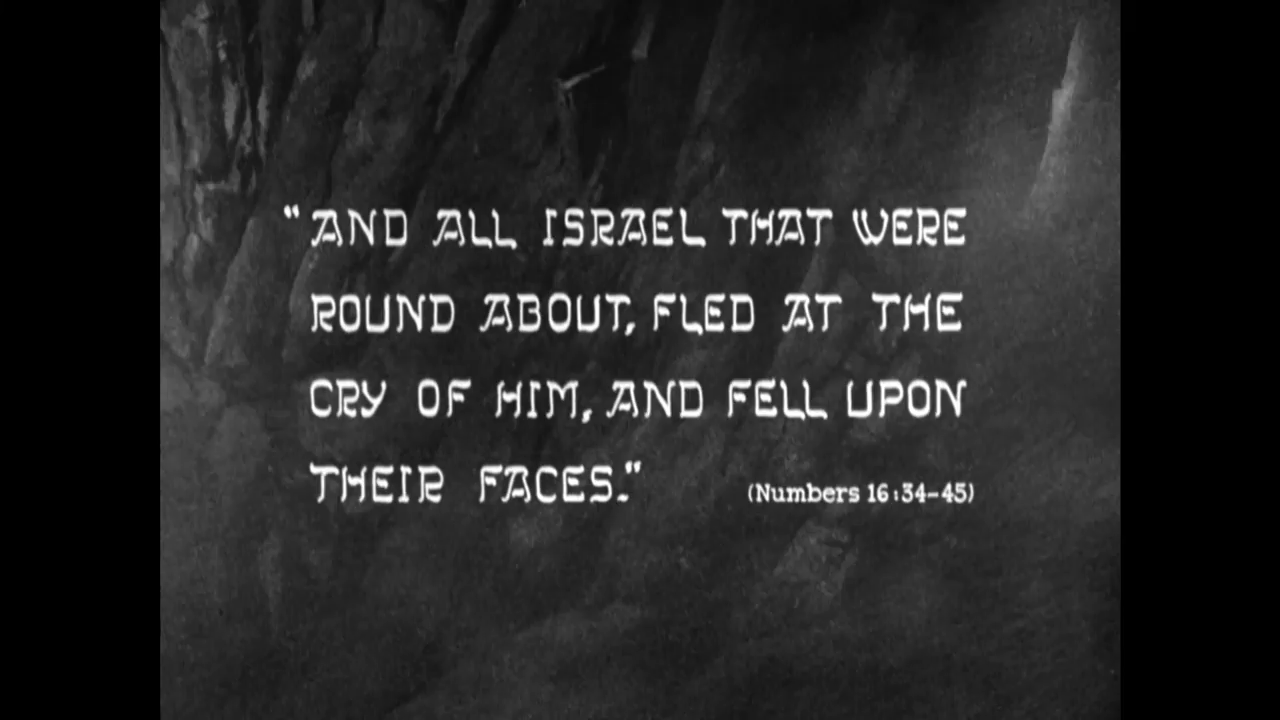 "AND ALL ISRAEL THAT WERE
ROUND ABOUT, FLED AT THE
CRY OF HIM, AND FELL UPON
THEIR FACES." (Numbers 16:34-45)